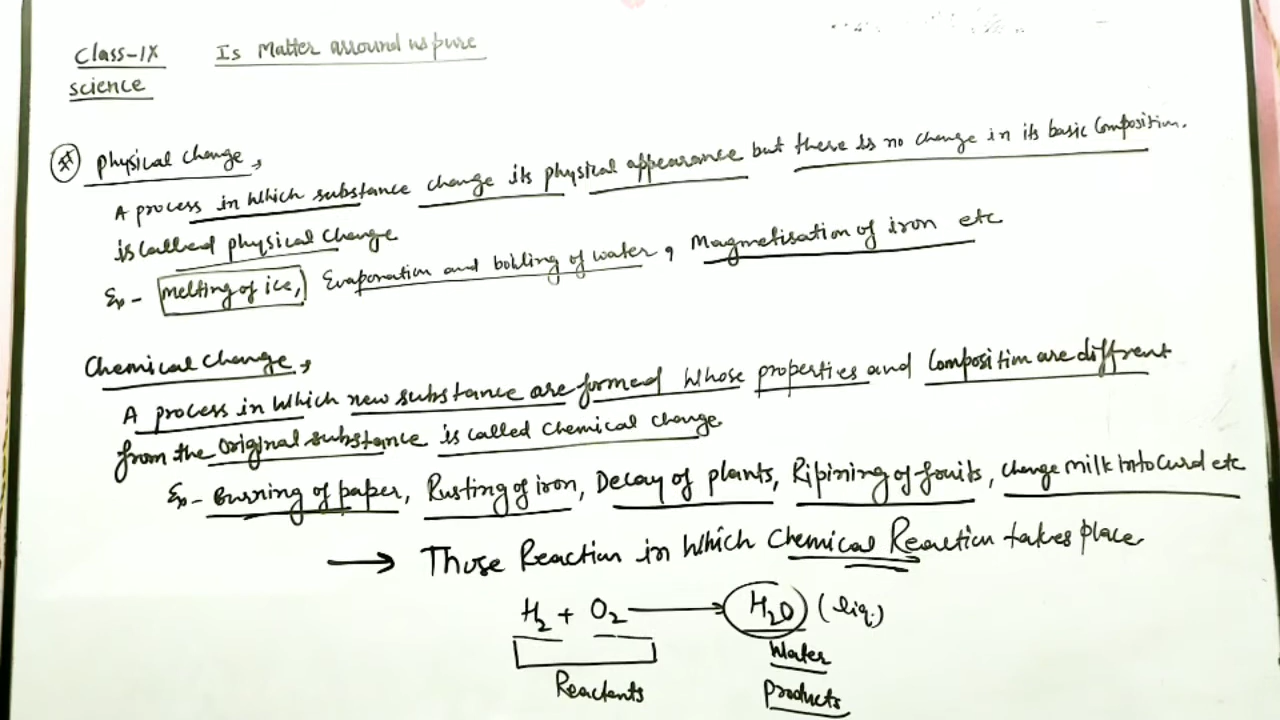 Class-IX Is Matter arround us pure
science
Physical change,
A process in which substance change its physical appearance but there is no change in its basic composition.
is called physical change
Ex- Melting of ice, Evaporation and boiling of water, Magnetisation of iron etc
Chemical change,
A process in which new substance are formed whose properties and composition are diffrent
from the original substance is called chemical change.
Ex- Burning of paper, Rusting of iron, Decay of plants, Ripining of fruits, change milk into curd etc
→ Those Reaction in which Chemical Reaction takes place
H₂ + O₂ → H₂O (liq.)
Water
Reactants products